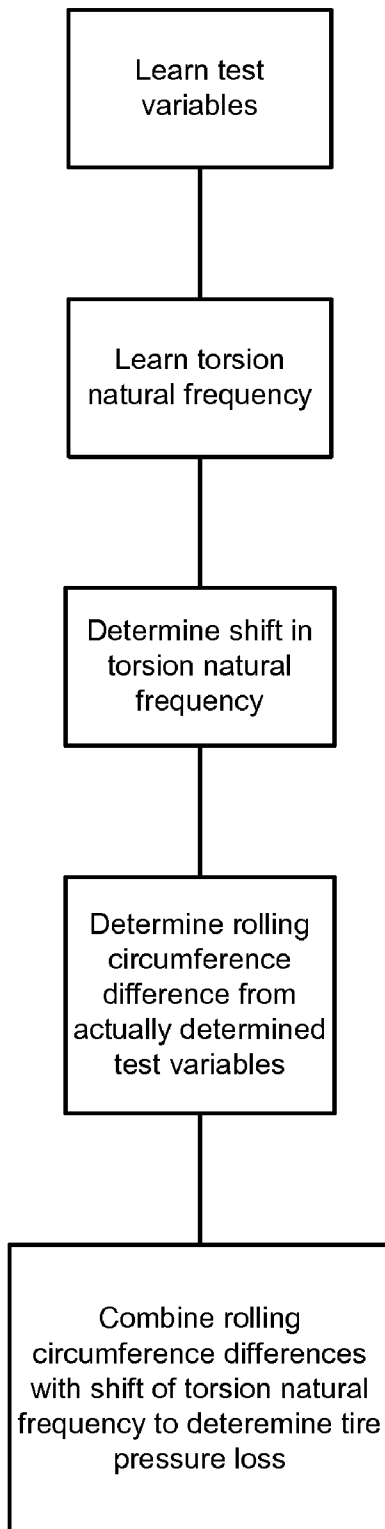 Learn test
variables
Learn torsion
natural frequency
Determine shift in
torsion natural
frequency
Determine rolling
circumference
difference from
actually determined
test variables
Combine rolling
circumference differences
with shift of torsion natural
frequency to deteremine tire
pressure loss